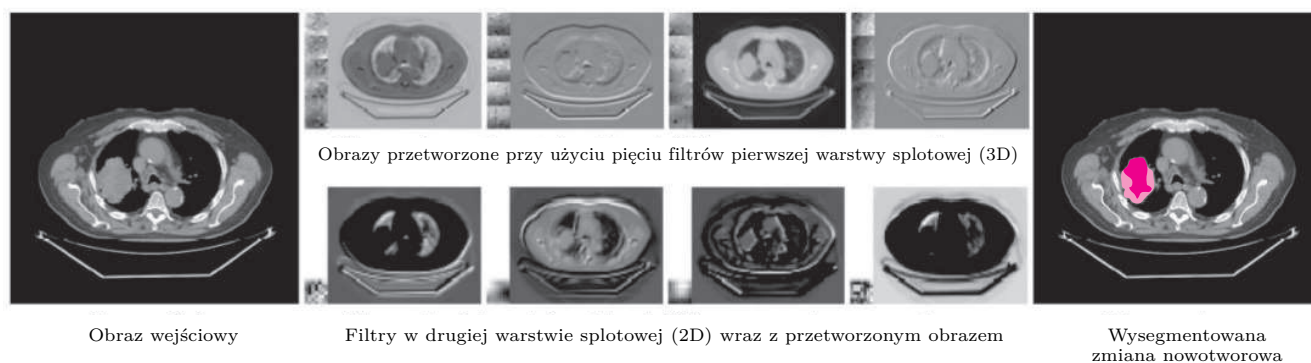 Obrazy przetworzone przy użyciu pięciu filtrów pierwszej warstwy splotowej (3D)
Obraz wejściowy
Filtry w drugiej warstwie splotowej (2D) wraz z przetworzonym obrazem
Wysegmentowana
zmiana nowotworowa